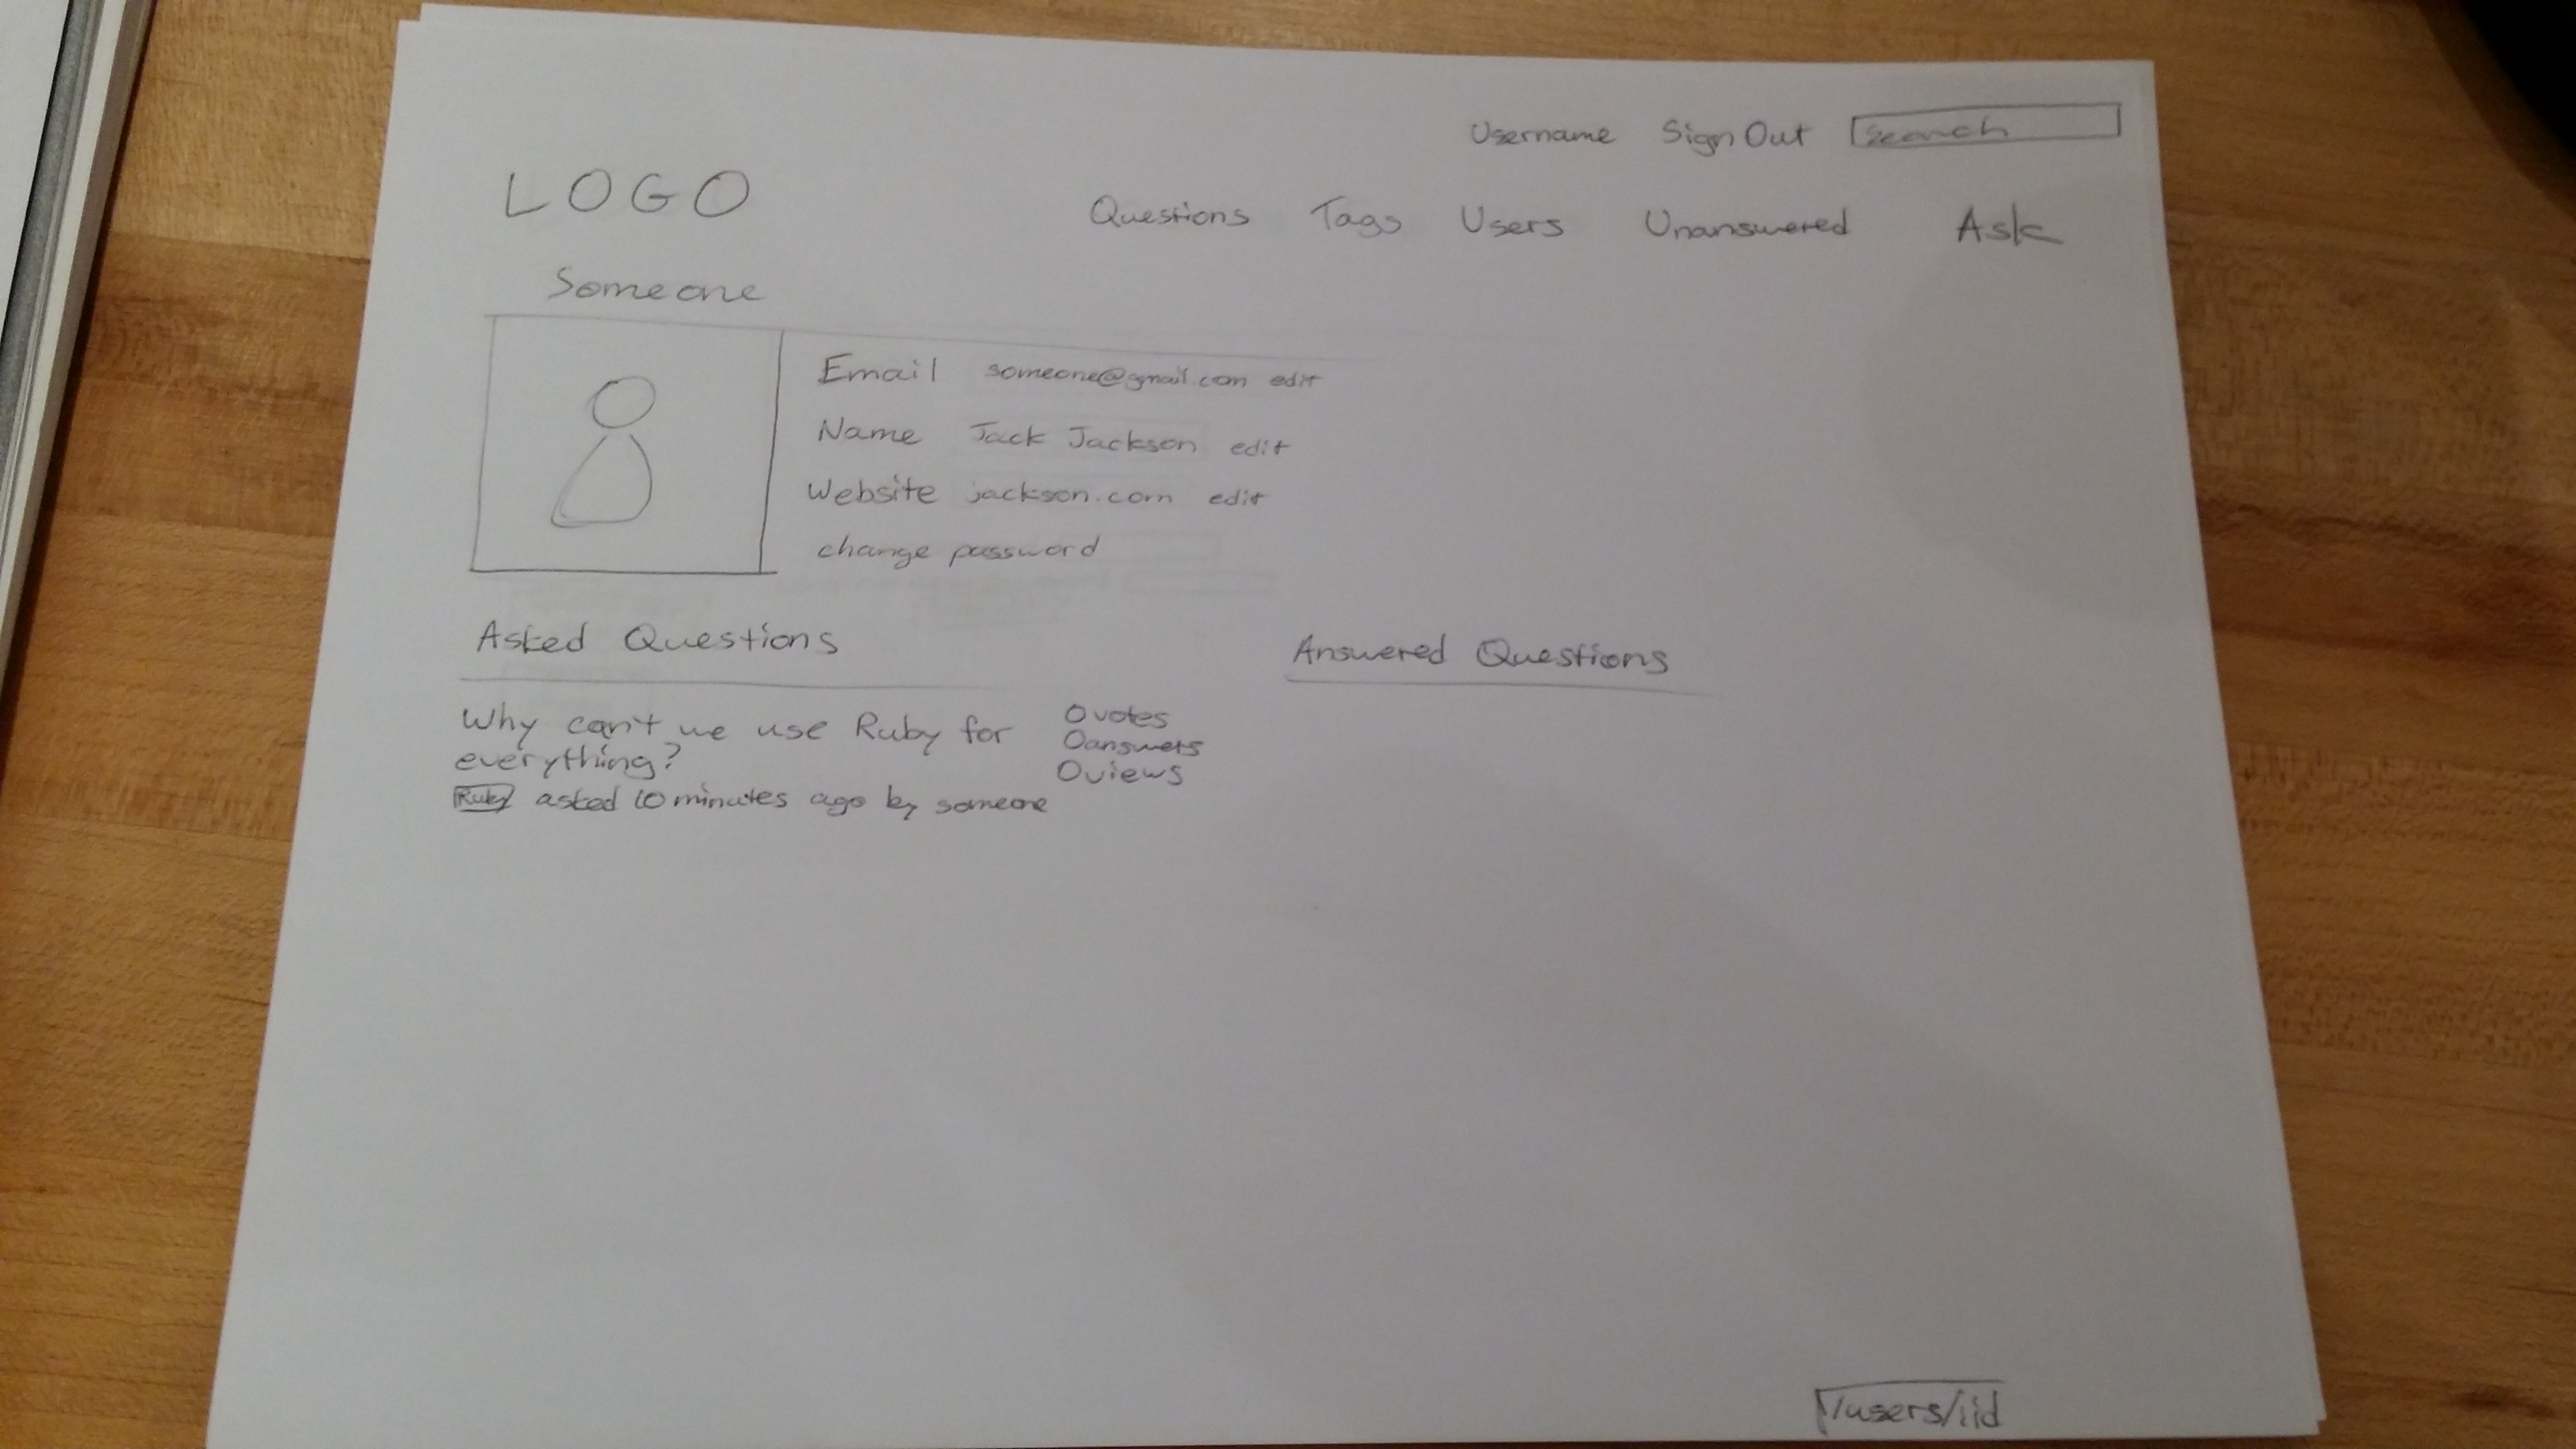 Username Sign Out search
LOGO
Questions Tags Users Unanswered Ask
Someone
Email someone@gmail.com edit
Name Jack Jackson edit
Website jackson.com edit
change password
Asked Questions
Why can't we use Ruby for
everything?
0 votes
0 answers
0 views
Ruby asked 10 minutes ago by someone
Answered Questions
/users/:id